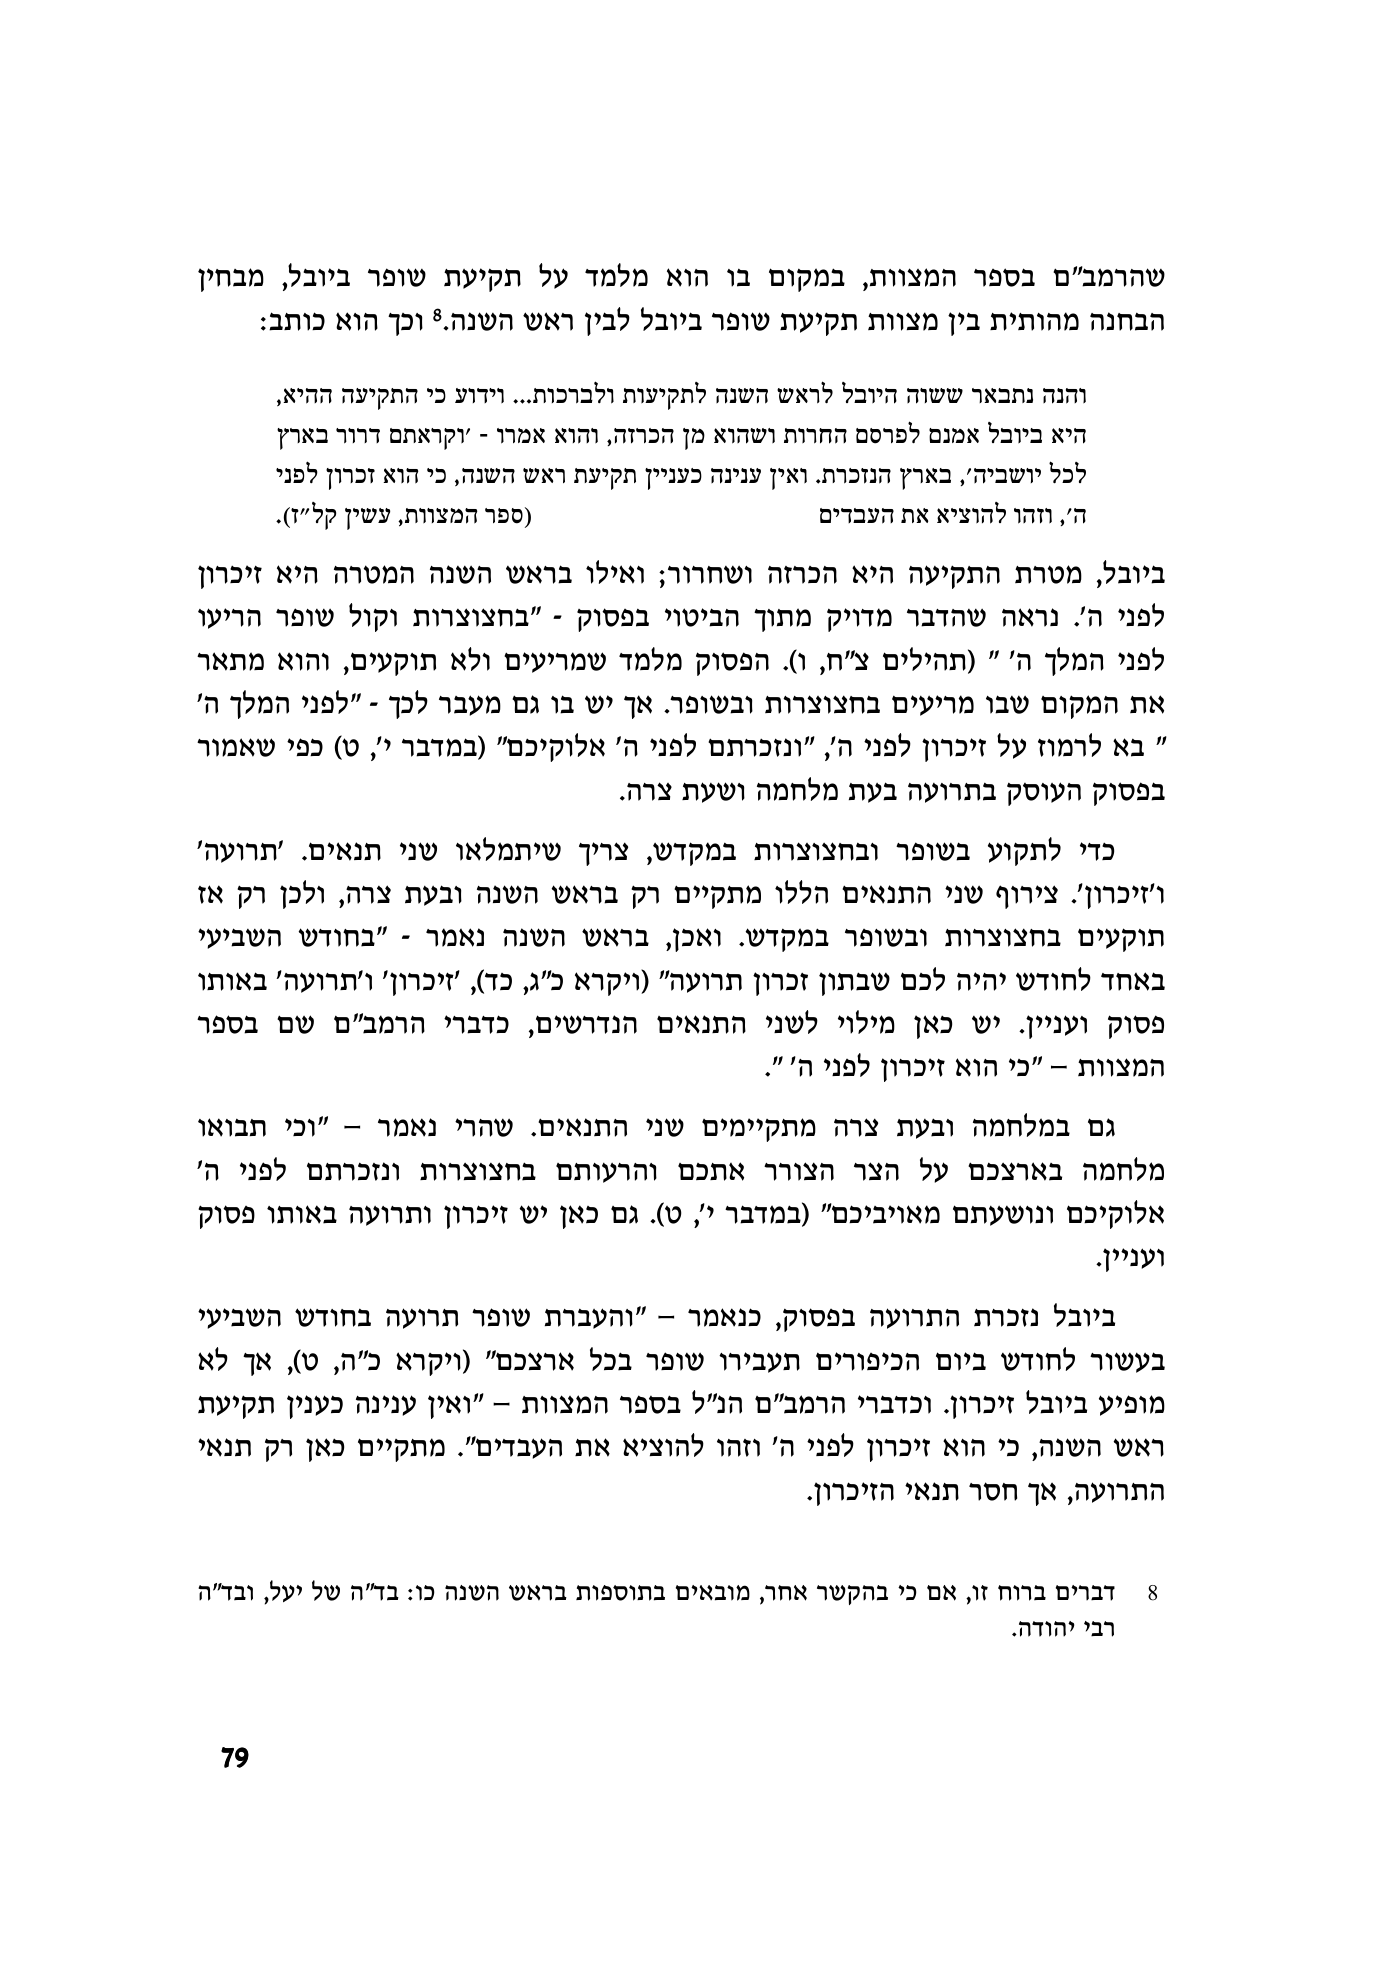 שהרמב"ם בספר המצוות, במקום בו הוא מלמד על תקיעת שופר ביובל, מבחין
הבחנה מהותית בין מצוות תקיעת שופר ביובל לבין ראש השנה.8 וכך הוא כותב:
והנה נתבאר ששוה היובל לראש השנה לתקיעות ולברכות... וידוע כי התקיעה ההיא,
היא ביובל אמנם לפרסם החרות ושהוא מן הכרזה, והוא אמרו - 'וקראתם דרור בארץ
לכל יושביה', בארץ הנזכרת. ואין ענינה כעניין תקיעת ראש השנה, כי הוא זכרון לפני
ה', וזהו להוציא את העבדים (ספר המצוות, עשין קל"ז).
ביובל, מטרת התקיעה היא הכרזה ושחרור; ואילו בראש השנה המטרה היא זיכרון
לפני ה'. נראה שהדבר מדויק מתוך הביטוי בפסוק - "בחצוצרות וקול שופר הריעו
לפני המלך ה' " (תהילים צ"ח, ו). הפסוק מלמד שמריעים ולא תוקעים, והוא מתאר
את המקום שבו מריעים בחצוצרות ובשופר. אך יש בו גם מעבר לכך - "לפני המלך ה'
" בא לרמוז על זיכרון לפני ה', "ונזכרתם לפני ה' אלוקיכם" (במדבר י', ט) כפי שאמור
בפסוק העוסק בתרועה בעת מלחמה ושעת צרה.
כדי לתקוע בשופר ובחצוצרות במקדש, צריך שיתמלאו שני תנאים. 'תרועה'
ו'זיכרון'. צירוף שני התנאים הללו מתקיים רק בראש השנה ובעת צרה, ולכן רק אז
תוקעים בחצוצרות ובשופר במקדש. ואכן, בראש השנה נאמר - "בחודש השביעי
באחד לחודש יהיה לכם שבתון זכרון תרועה" (ויקרא כ"ג, כד), 'זיכרון' ו'תרועה' באותו
פסוק ועניין. יש כאן מילוי לשני התנאים הנדרשים, כדברי הרמב"ם שם בספר
המצוות – "כי הוא זיכרון לפני ה' ".
גם במלחמה ובעת צרה מתקיימים שני התנאים. שהרי נאמר – "וכי תבואו
מלחמה בארצכם על הצר הצורר אתכם והרעותם בחצוצרות ונזכרתם לפני ה'
אלוקיכם ונושעתם מאויביכם" (במדבר י', ט). גם כאן יש זיכרון ותרועה באותו פסוק
ועניין.
ביובל נזכרת התרועה בפסוק, כנאמר – "והעברת שופר תרועה בחודש השביעי
בעשור לחודש ביום הכיפורים תעבירו שופר בכל ארצכם" (ויקרא כ"ה, ט), אך לא
מופיע ביובל זיכרון. וכדברי הרמב"ם הנ"ל בספר המצוות – "ואין ענינה כענין תקיעת
ראש השנה, כי הוא זיכרון לפני ה' וזהו להוציא את העבדים". מתקיים כאן רק תנאי
התרועה, אך חסר תנאי הזיכרון.
8 דברים ברוח זו, אם כי בהקשר אחר, מובאים בתוספות בראש השנה כו: בד"ה של יעל, ובד"ה
רבי יהודה.
79